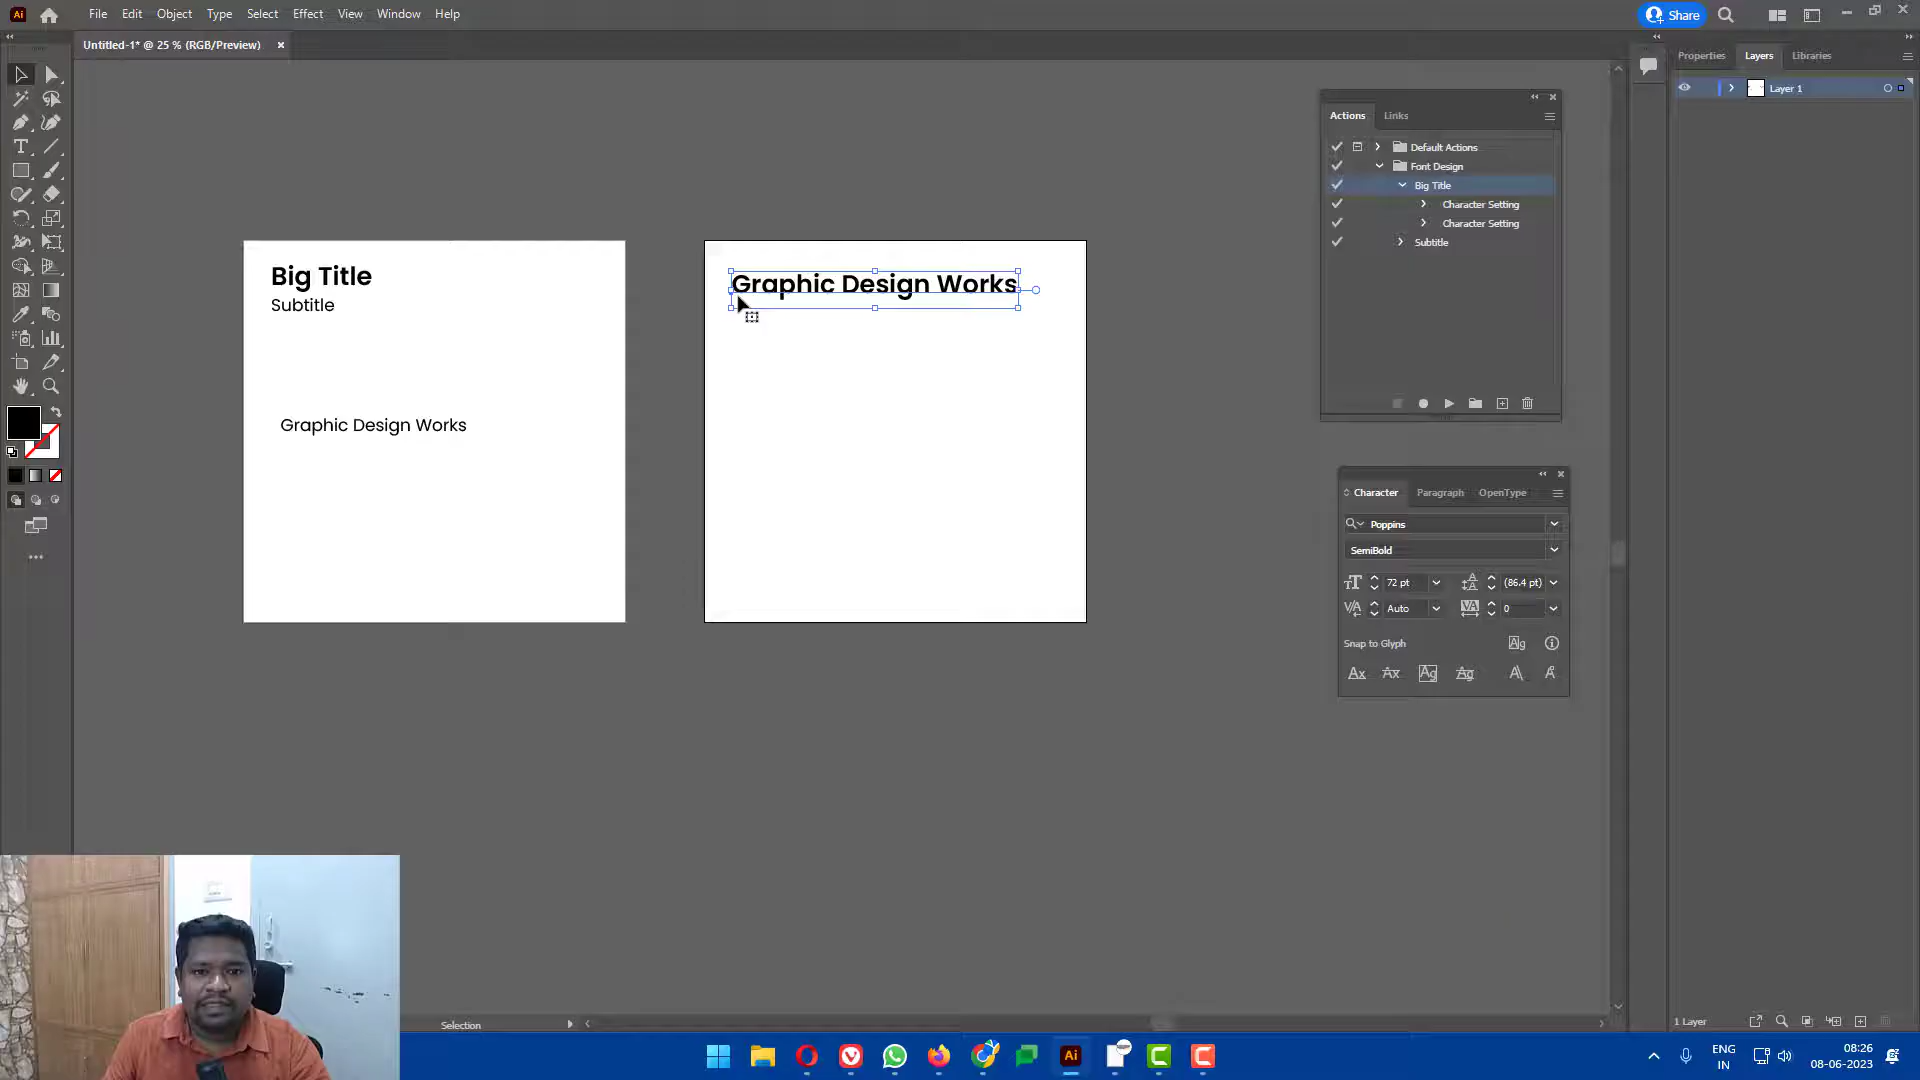 Ai File Edit Object Type Select Effect View Window Help Share
Untitled-1* @ 25 % (RGB/Preview)
Properties Layers Libraries
Layer 1
Actions Links
Default Actions
Font Design
Big Title
Character Setting
Character Setting
Subtitle
Big Title
Subtitle
Graphic Design Works
Graphic Design Works
Character Paragraph OpenType
Poppins
SemiBold
72 pt (86.4 pt)
Auto 0
Snap to Glyph
Selection
1 Layer
Ai
ENG
IN
08:26
08-06-2023